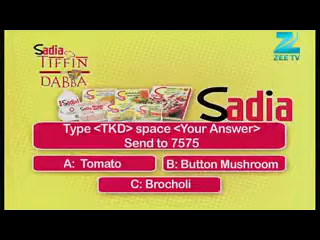 Sadia
TIFFIN
DABBA
ZEE TV
Sadia
Type <TKD> space <Your Answer>
Send to 7575
A: Tomato
B: Button Mushroom
C: Brocholi